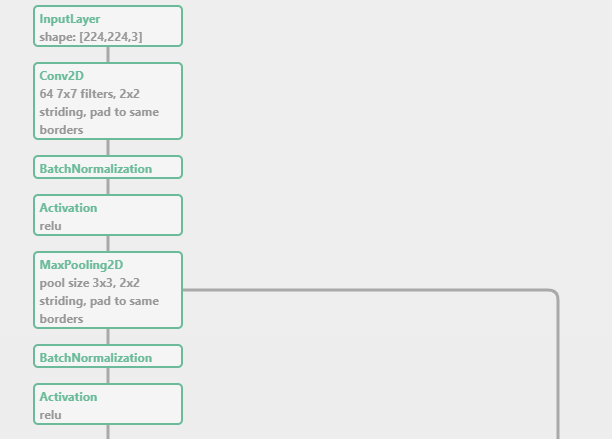 InputLayer
shape: [224,224,3]
Conv2D
64 7x7 filters, 2x2
striding, pad to same
borders
BatchNormalization
Activation
relu
MaxPooling2D
pool size 3x3, 2x2
striding, pad to same
borders
BatchNormalization
Activation
relu